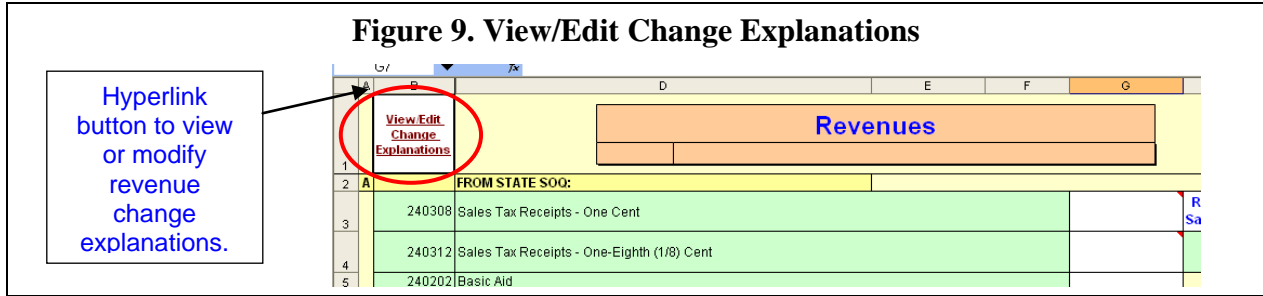 Figure 9. View/Edit Change Explanations
Hyperlink
button to view
or modify
revenue
change
explanations.
G7 fx
A B D E F G
View/Edit
Change
Explanations
Revenues
1
2 A FROM STATE SOQ:
3 240308 Sales Tax Receipts - One Cent
R
Sa
4 240312 Sales Tax Receipts - One-Eighth (1/8) Cent
5 240202 Basic Aid